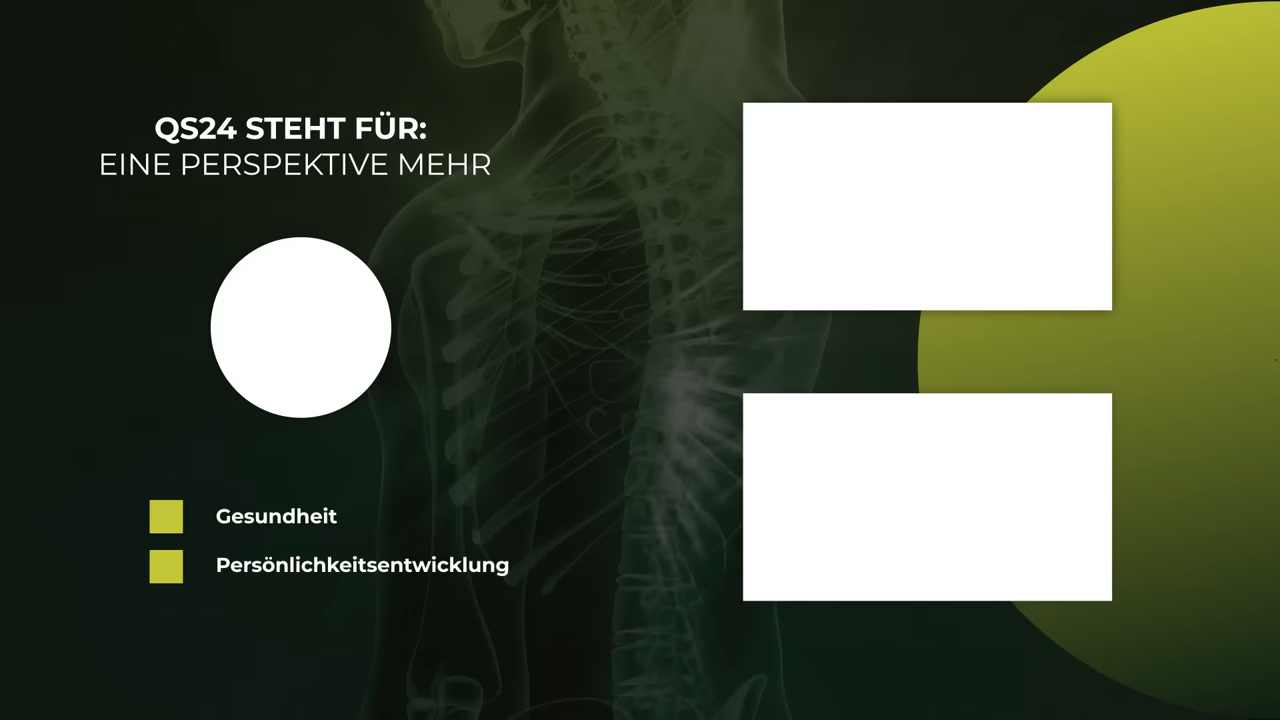 QS24 STEHT FÜR:
EINE PERSPEKTIVE MEHR
Gesundheit
Persönlichkeitsentwicklung